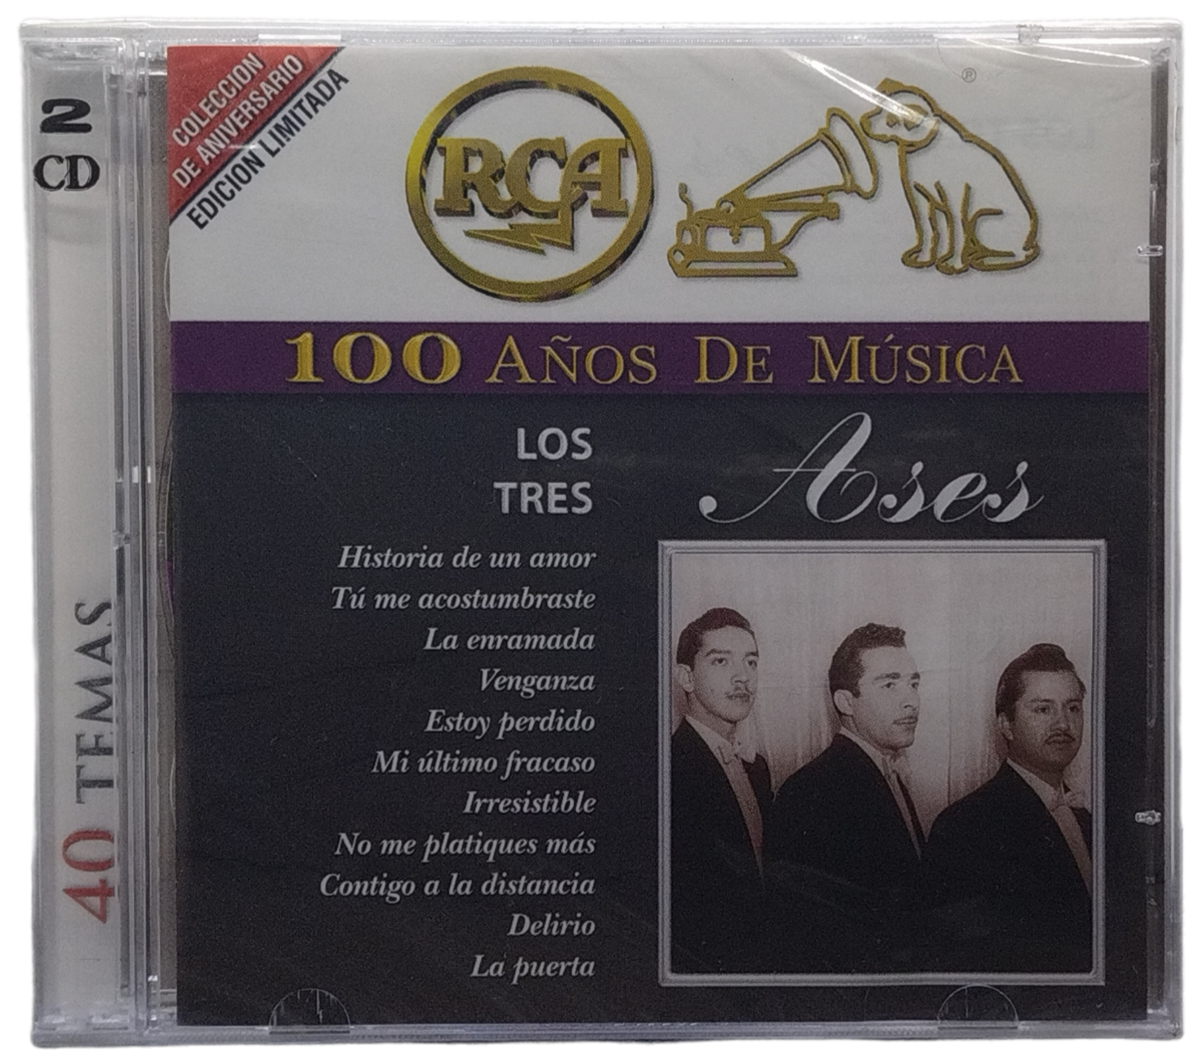 2
CD
40 TEMAS
COLECCION
DE ANIVERSARIO
EDICION LIMITADA
RCA
®
100 AÑOS DE MÚSICA
LOS
TRES
Ases
Historia de un amor
Tú me acostumbraste
La enramada
Venganza
Estoy perdido
Mi último fracaso
Irresistible
No me platiques más
Contigo a la distancia
Delirio
La puerta